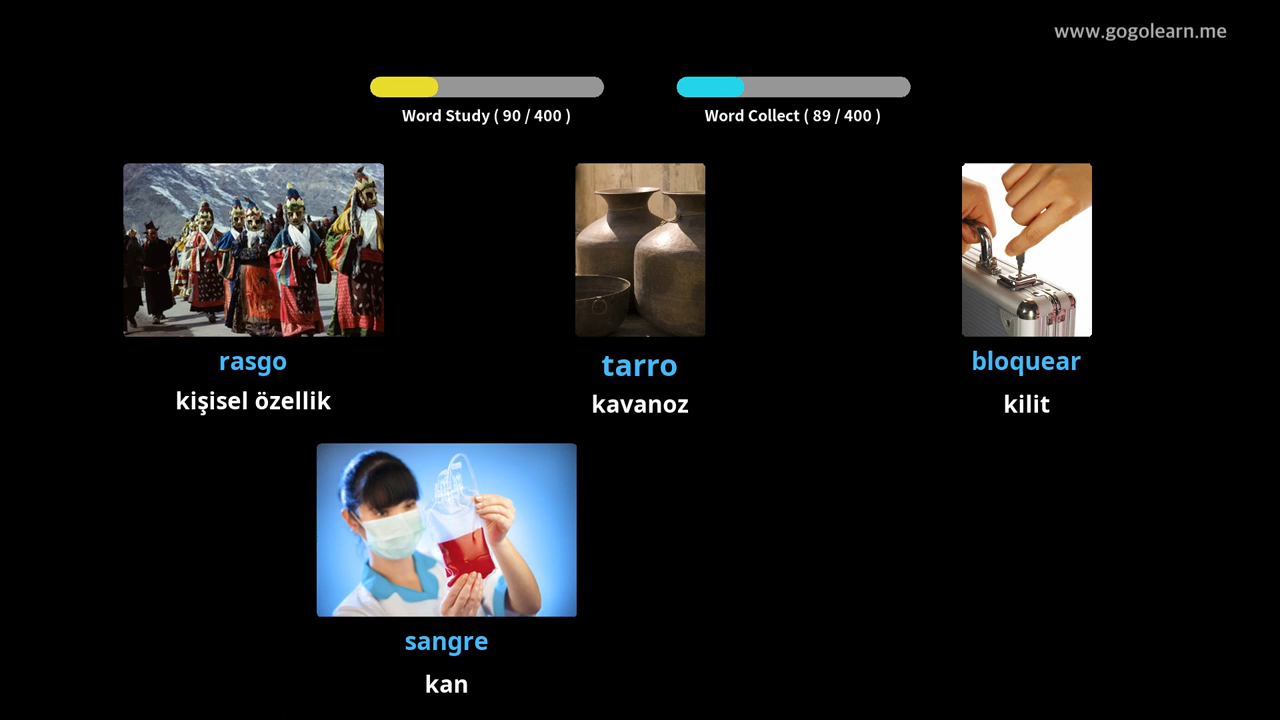 www.gogolearn.me
Word Study ( 90 / 400 )
Word Collect ( 89 / 400 )
rasgo
kişisel özellik
tarro
kavanoz
bloquear
kilit
sangre
kan